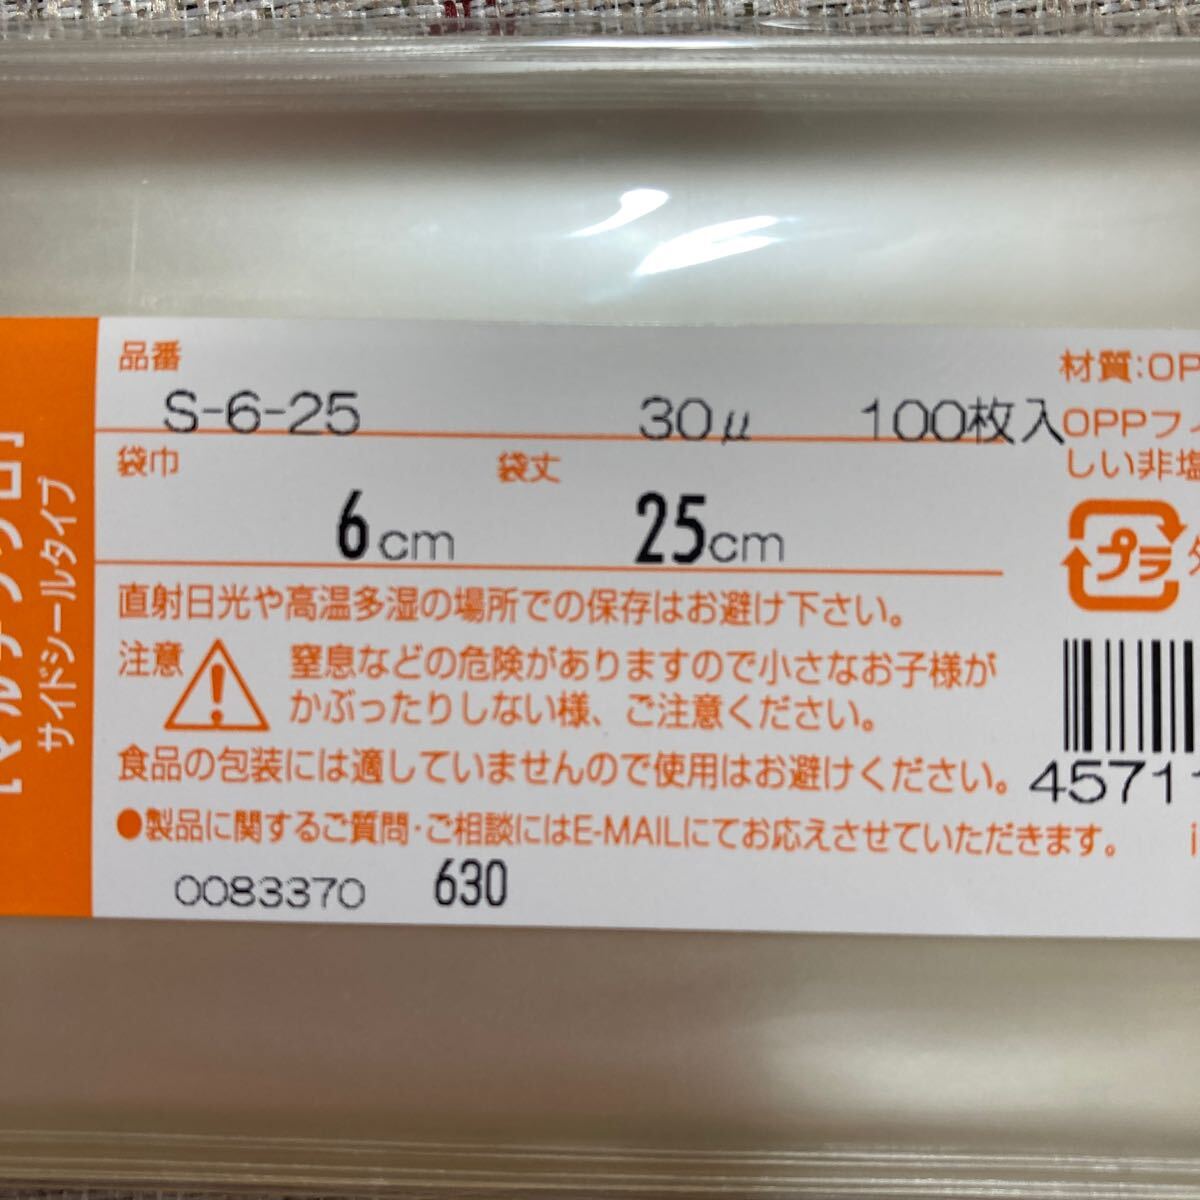 サイドシールタイプ
品番
S-6-25 30μ 100枚入
袋巾 袋丈
6cm 25cm
直射日光や高温多湿の場所での保存はお避け下さい。
注意 窒息などの危険がありますので小さなお子様が
かぶったりしない様、ご注意ください。
食品の包装には適していませんので使用はお避けください。
●製品に関するご質問・ご相談にはE-MAILにてお応えさせていただきます。
0083370 630
材質:OP
OPPフィ
しい非塩
プラ
45711